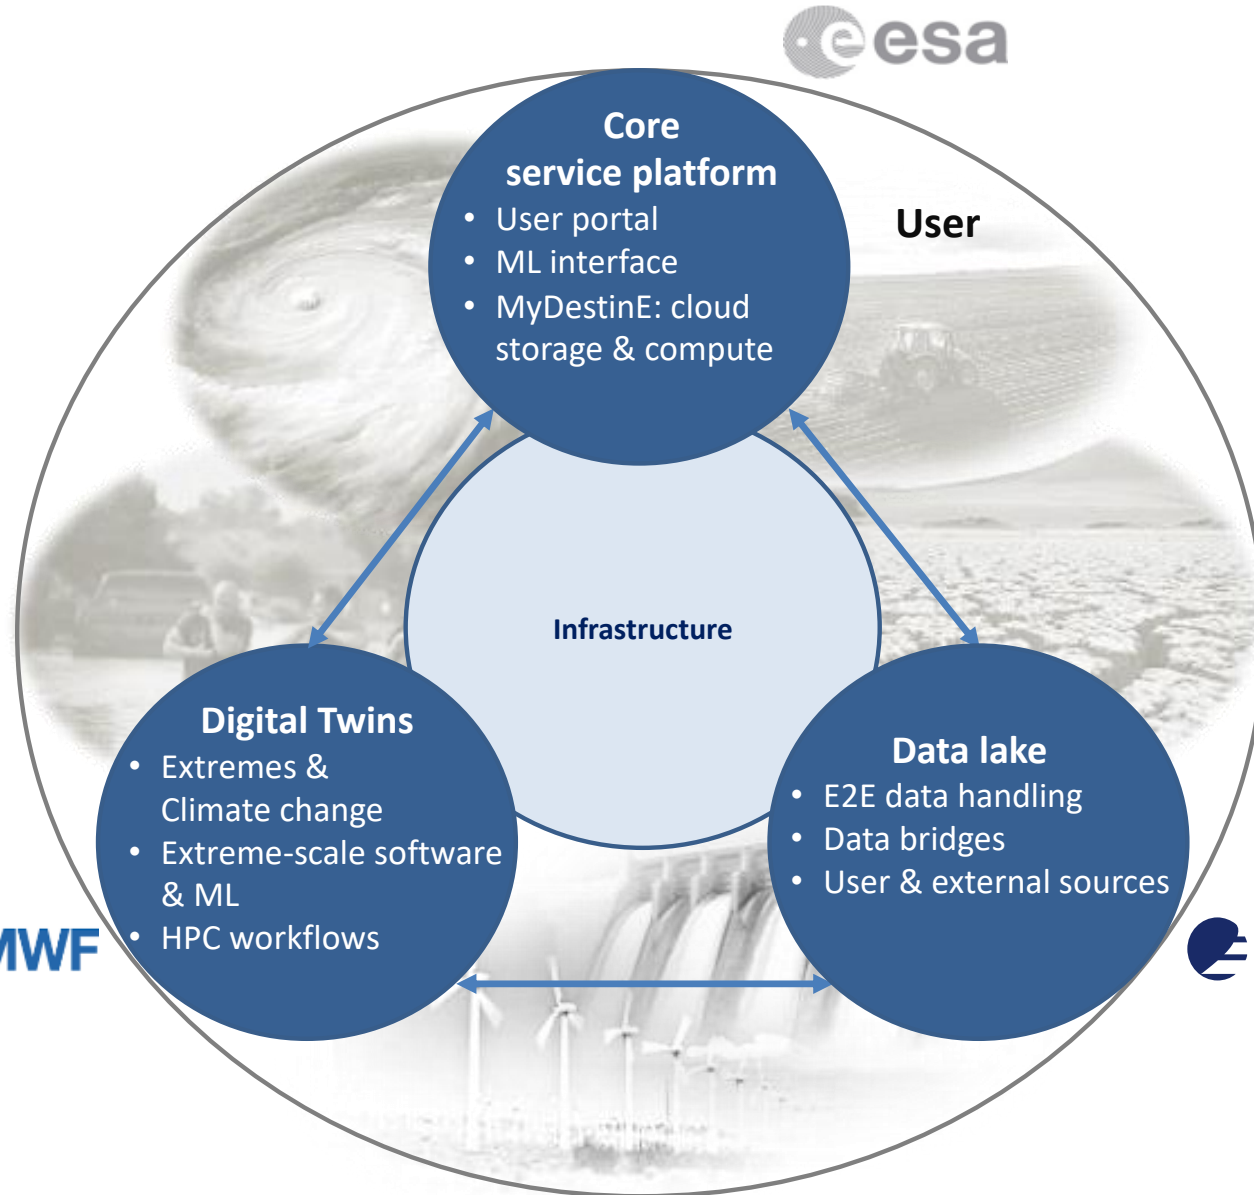 esa
Core
service platform
• User portal
• ML interface
• MyDestinE: cloud
storage & compute
User
Infrastructure
Digital Twins
• Extremes &
Climate change
• Extreme-scale software
& ML
• HPC workflows
Data lake
• E2E data handling
• Data bridges
• User & external sources
MWF